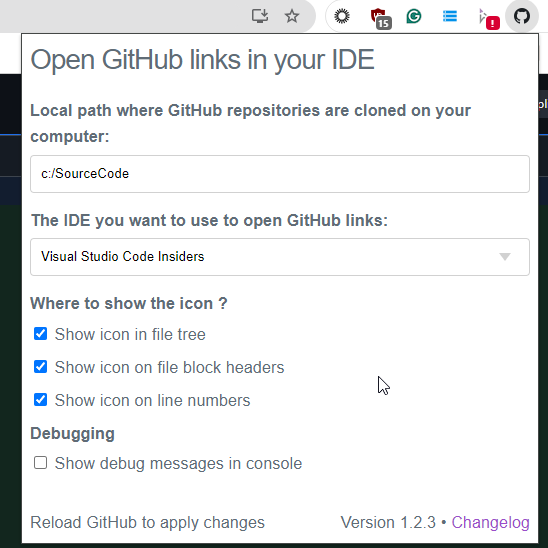 15
!
Open GitHub links in your IDE
Local path where GitHub repositories are cloned on your
computer:
c:/SourceCode
The IDE you want to use to open GitHub links:
Visual Studio Code Insiders
Where to show the icon ?
Show icon in file tree
Show icon on file block headers
Show icon on line numbers
Debugging
Show debug messages in console
Reload GitHub to apply changes Version 1.2.3 • Changelog